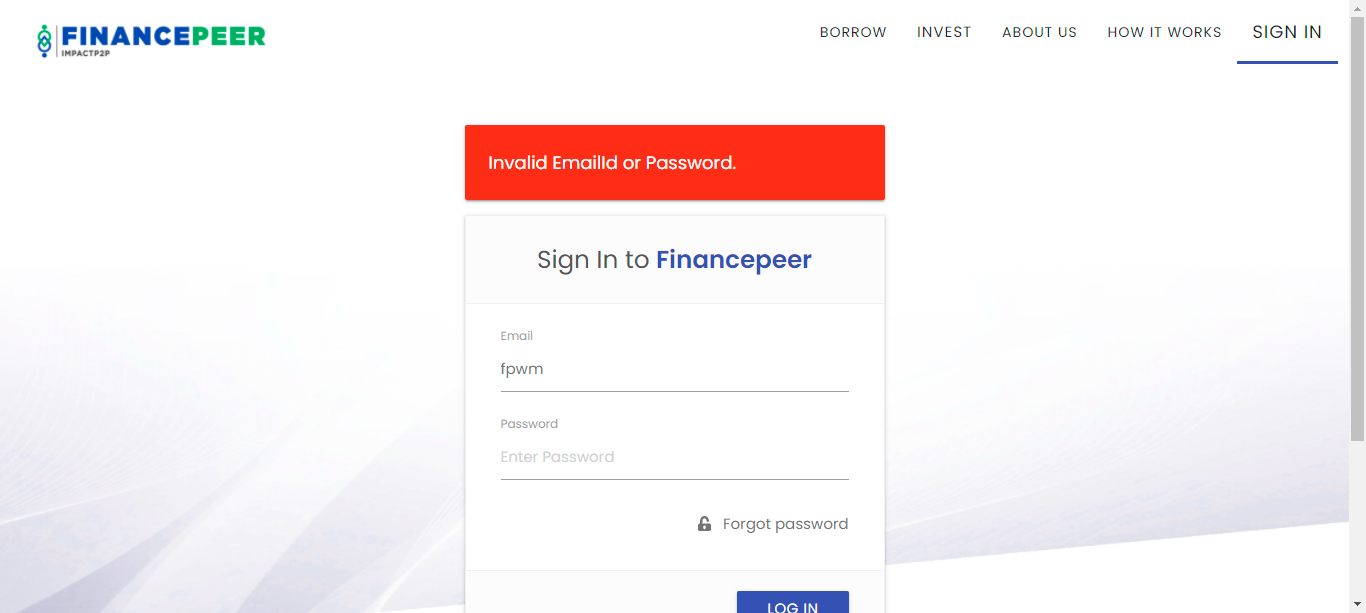 FINANCEPEER
IMPACTP2P
BORROW
INVEST
ABOUT US
HOW IT WORKS
SIGN IN
Invalid EmailId or Password.
Sign In to Financepeer
Email
fpwm
Password
Enter Password
Forgot password
LOG IN